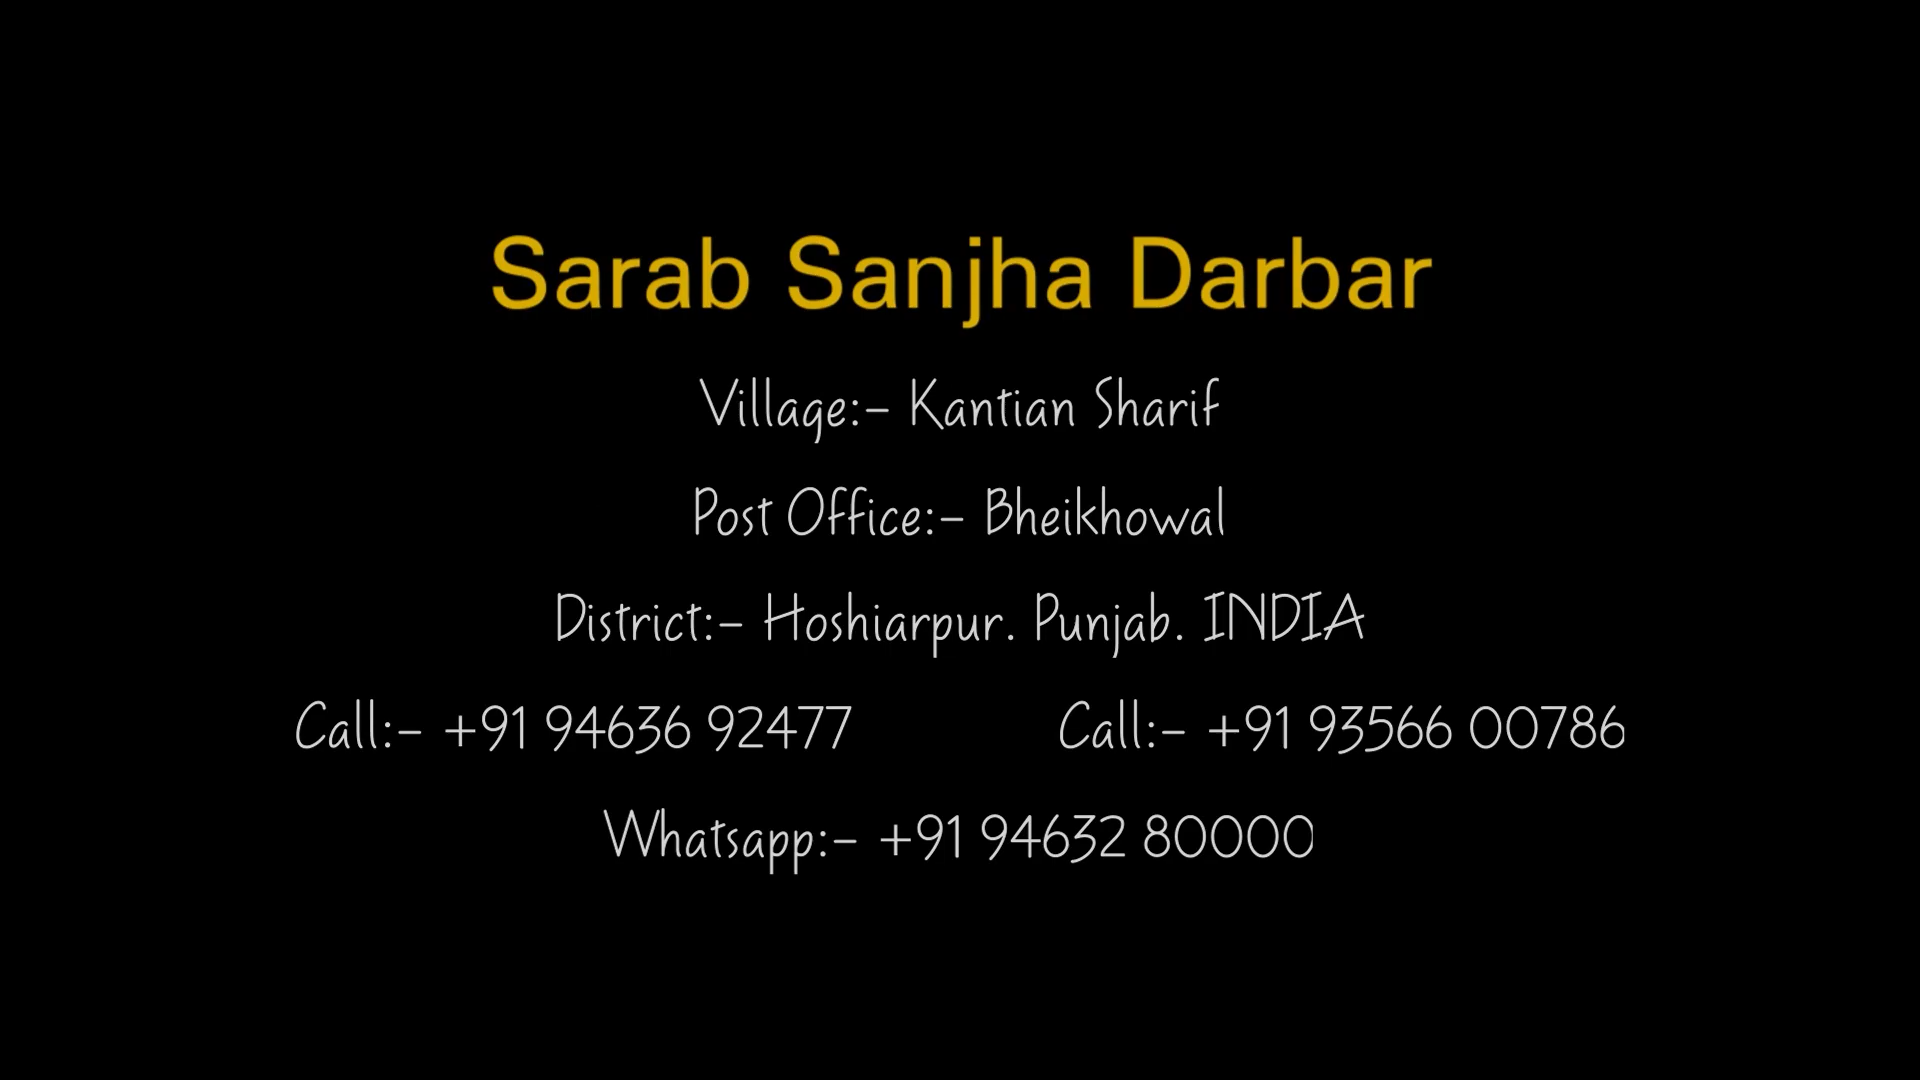 Sarab Sanjha Darbar
Village:- Kantian Sharif
Post Office:- Bheikhowal
District:- Hoshiarpur. Punjab. INDIA
Call:- +91 94636 92477 Call:- +91 93566 00786
Whatsapp:- +91 94632 80000